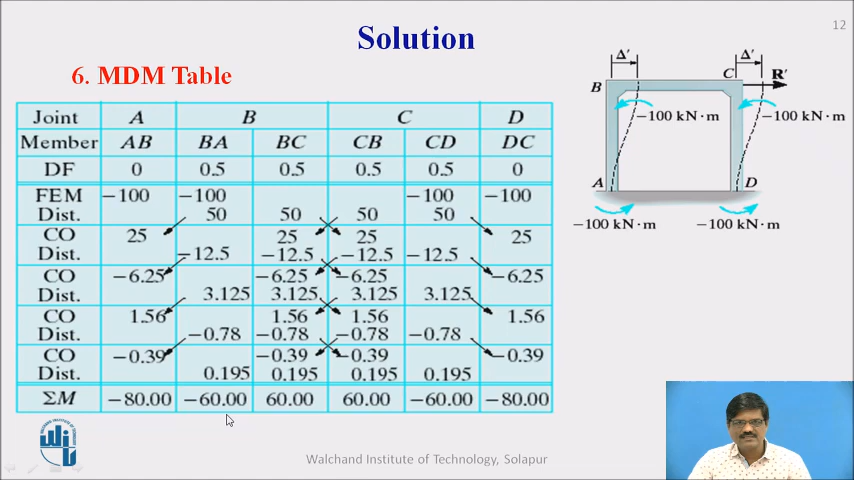 12
Solution
6. MDM Table
Joint A B C D
Member AB BA BC CB CD DC
DF 0 0.5 0.5 0.5 0.5 0
FEM −100 −100 −100 −100
Dist. 50 50 50 50
CO 25 25 25 25
Dist. −12.5 −12.5 −12.5 −12.5
CO −6.25 −6.25 −6.25 −6.25
Dist. 3.125 3.125 3.125 3.125
CO 1.56 1.56 1.56 1.56
Dist. −0.78 −0.78 −0.78 −0.78
CO −0.39 −0.39 −0.39 −0.39
Dist. 0.195 0.195 0.195 0.195
ΣM −80.00 −60.00 60.00 60.00 −60.00 −80.00
Δ′ Δ′
B C R′
−100 kN·m −100 kN·m
A D
−100 kN·m −100 kN·m
Walchand Institute of Technology, Solapur